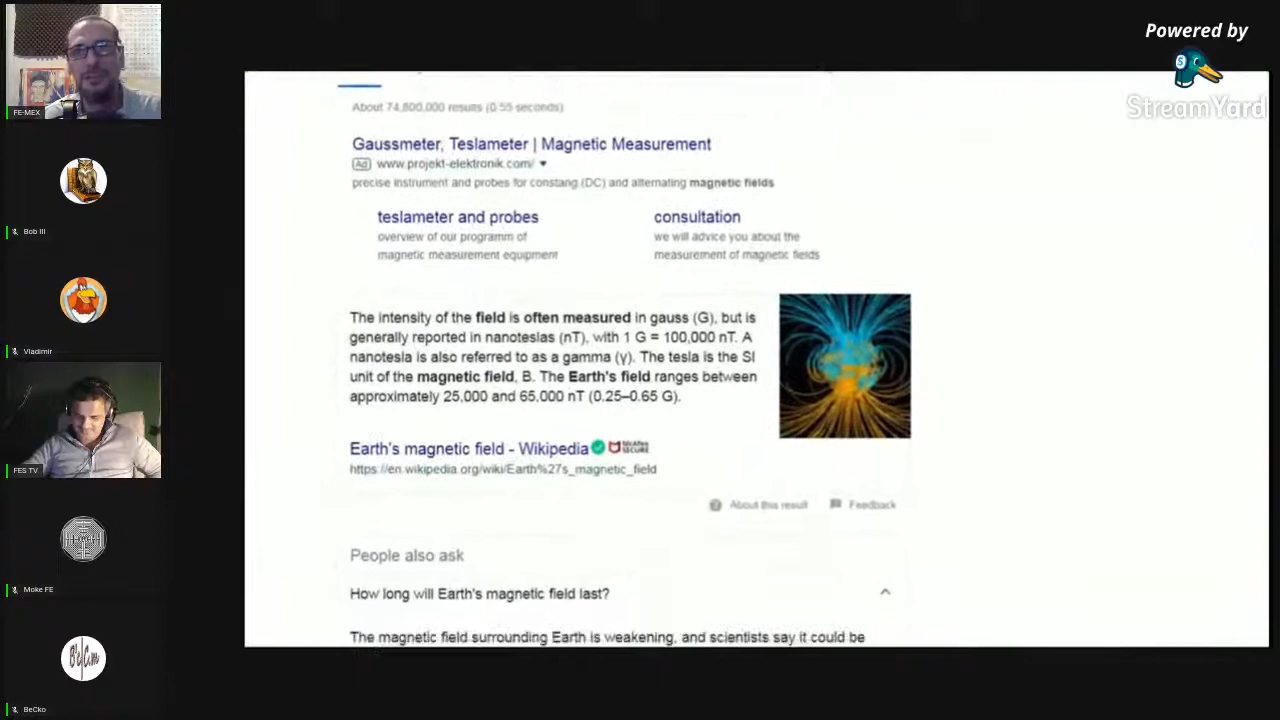 Powered by
StreamYard
FE-MEX
Bob III
Vladimir
FES TV
Moke FE
BeCko
About 74,800,000 results (0.55 seconds)
Gaussmeter, Teslameter | Magnetic Measurement
Ad www.projekt-elektronik.com/
precise instrument and probes for constang (DC) and alternating magnetic fields
teslameter and probes
overview of our programm of
magnetic measurement equipment
consultation
we will advice you about the
measurement of magnetic fields
The intensity of the field is often measured in gauss (G), but is
generally reported in nanoteslas (nT), with 1 G = 100,000 nT. A
nanotesla is also referred to as a gamma (γ). The tesla is the SI
unit of the magnetic field, B. The Earth's field ranges between
approximately 25,000 and 65,000 nT (0.25–0.65 G).
Earth's magnetic field - Wikipedia
McAfee
SECURE
https://en.wikipedia.org/wiki/Earth%27s_magnetic_field
About this result
Feedback
People also ask
How long will Earth's magnetic field last?
The magnetic field surrounding Earth is weakening, and scientists say it could be